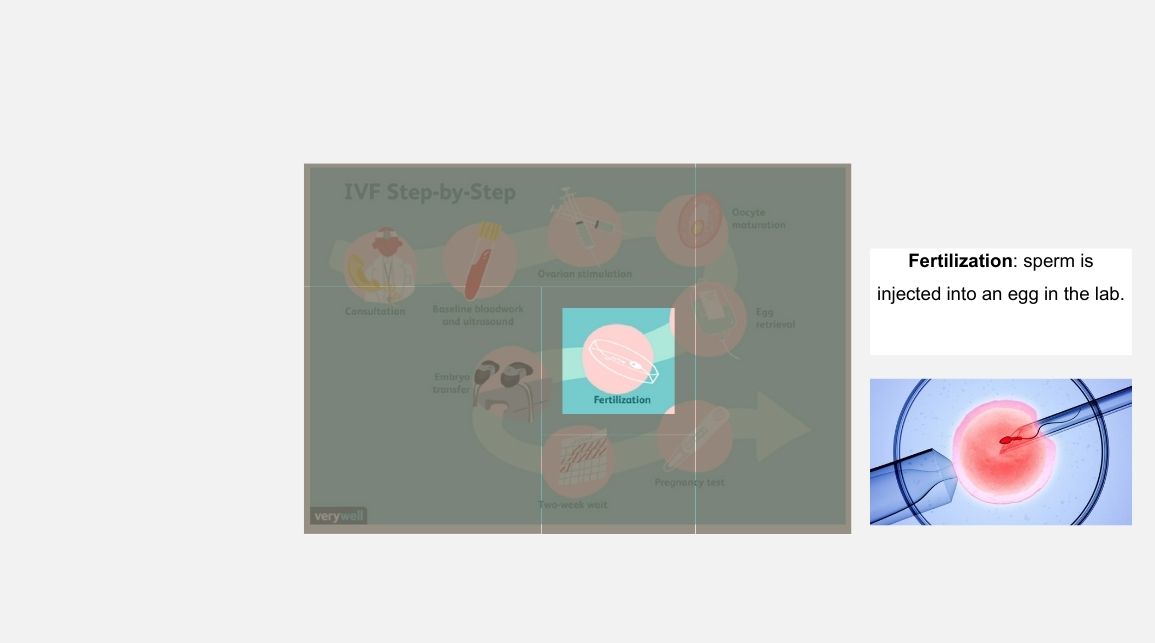 IVF Step-by-Step
Oocyte
maturation
Ovarian stimulation
Consultation
Baseline bloodwork
and ultrasound
Egg
retrieval
Embryo
transfer
Fertilization
Pregnancy test
Two-week wait
verywell
Fertilization: sperm is
injected into an egg in the lab.